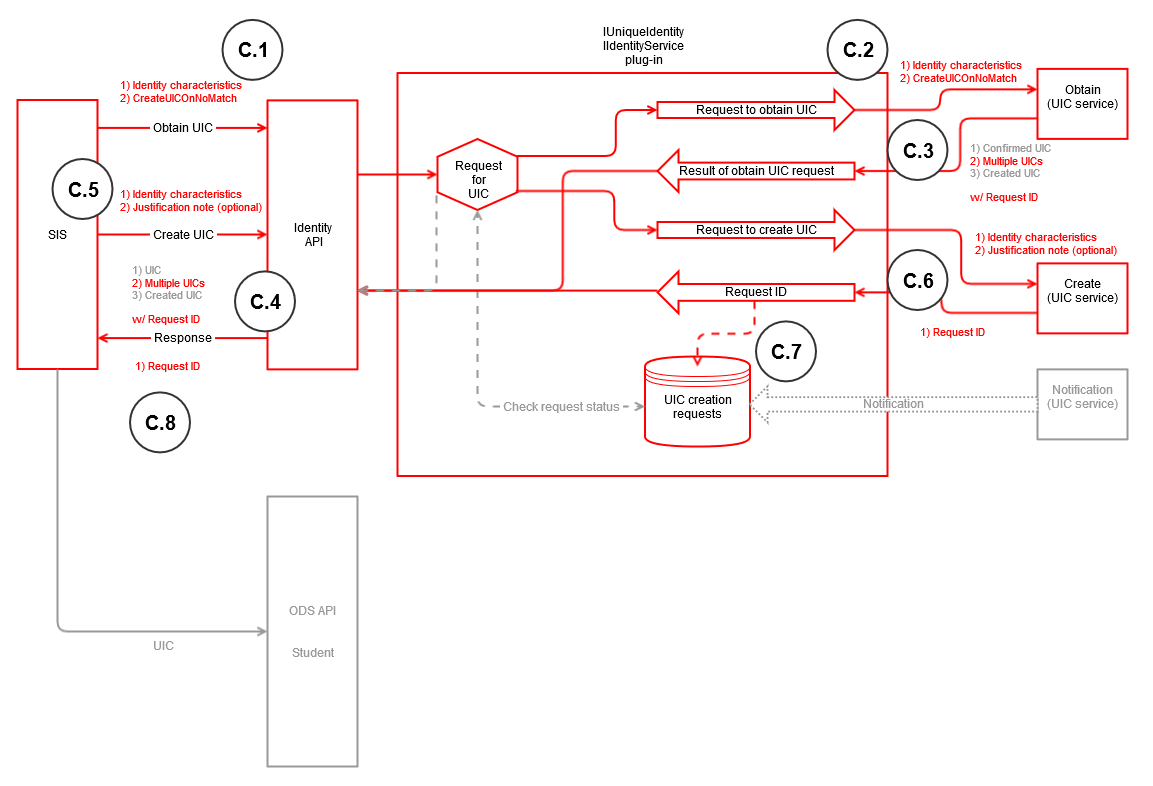 IUniqueIdentity
IIdentityService
plug-in
C.1
C.2
1) Identity characteristics
2) CreateUICOnNoMatch
1) Identity characteristics
2) CreateUICOnNoMatch
Obtain
(UIC service)
Obtain UIC
Request to obtain UIC
C.3
1) Confirmed UIC
2) Multiple UICs
3) Created UIC
w/ Request ID
C.5
Request
for
UIC
Result of obtain UIC request
1) Identity characteristics
2) Justification note (optional)
SIS
Create UIC
Identity
API
Request to create UIC
1) Identity characteristics
2) Justification note (optional)
1) UIC
2) Multiple UICs
3) Created UIC
w/ Request ID
C.4
Request ID
C.6
Create
(UIC service)
Response
1) Request ID
1) Request ID
C.7
C.8
Check request status
UIC creation
requests
Notification
Notification
(UIC service)
ODS API
Student
UIC